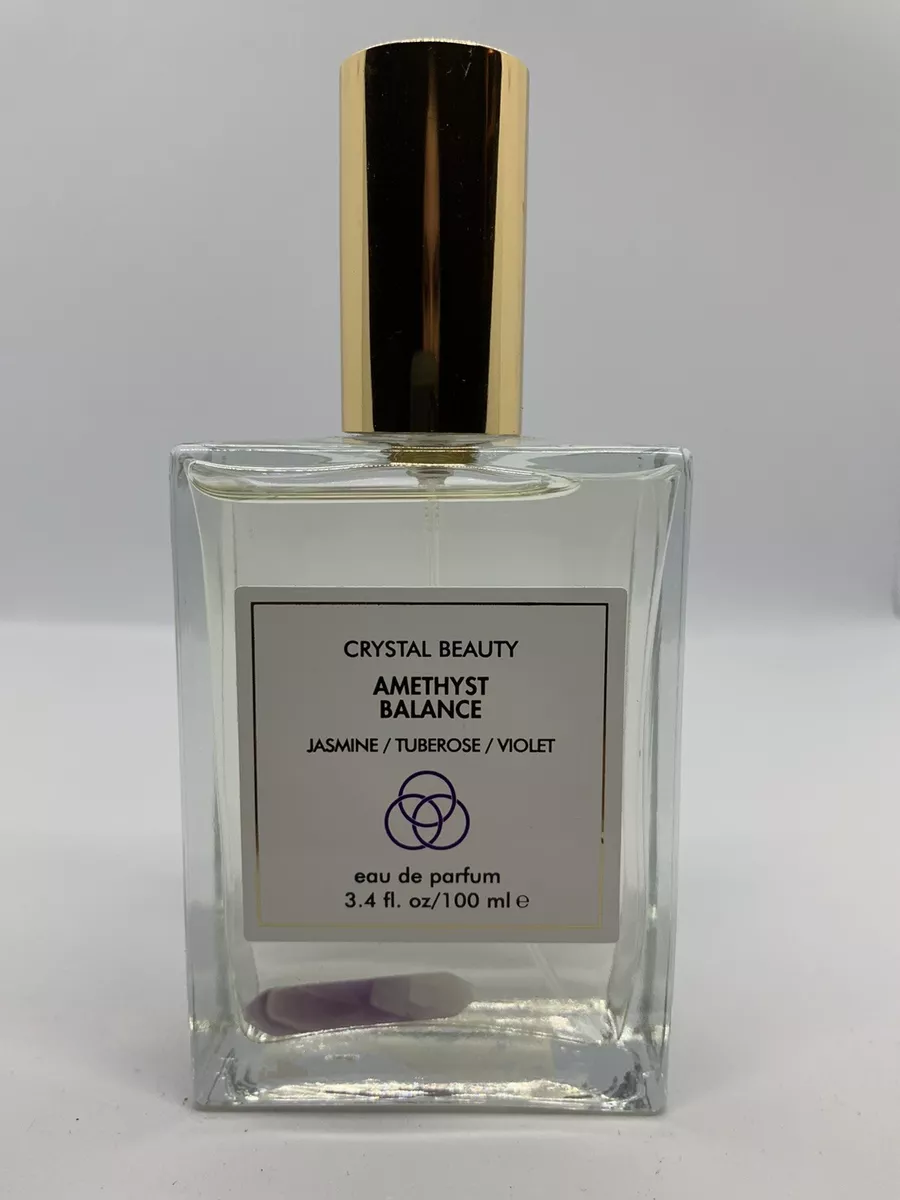 CRYSTAL BEAUTY
AMETHYST
BALANCE
JASMINE / TUBEROSE / VIOLET
eau de parfum
3.4 fl. oz/100 ml ℮